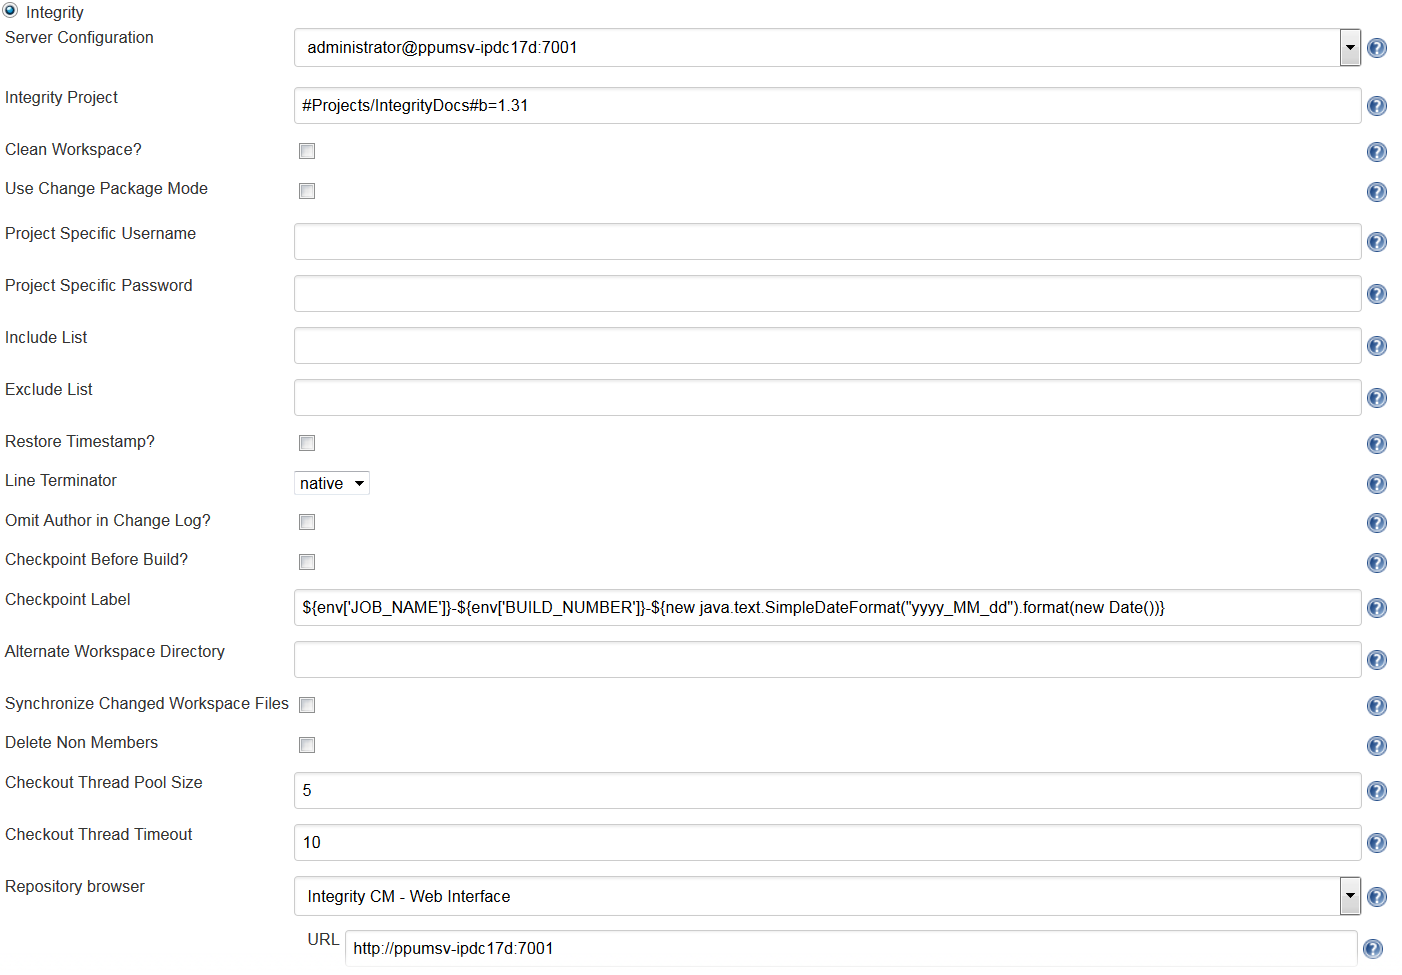 Integrity
Server Configuration
administrator@ppumsv-ipdc17d:7001
Integrity Project
#Projects/IntegrityDocs#b=1.31
Clean Workspace?
Use Change Package Mode
Project Specific Username
Project Specific Password
Include List
Exclude List
Restore Timestamp?
Line Terminator
native
Omit Author in Change Log?
Checkpoint Before Build?
Checkpoint Label
${env['JOB_NAME']}-${env['BUILD_NUMBER']}-${new java.text.SimpleDateFormat("yyyy_MM_dd").format(new Date())}
Alternate Workspace Directory
Synchronize Changed Workspace Files
Delete Non Members
Checkout Thread Pool Size
5
Checkout Thread Timeout
10
Repository browser
Integrity CM - Web Interface
URL
http://ppumsv-ipdc17d:7001